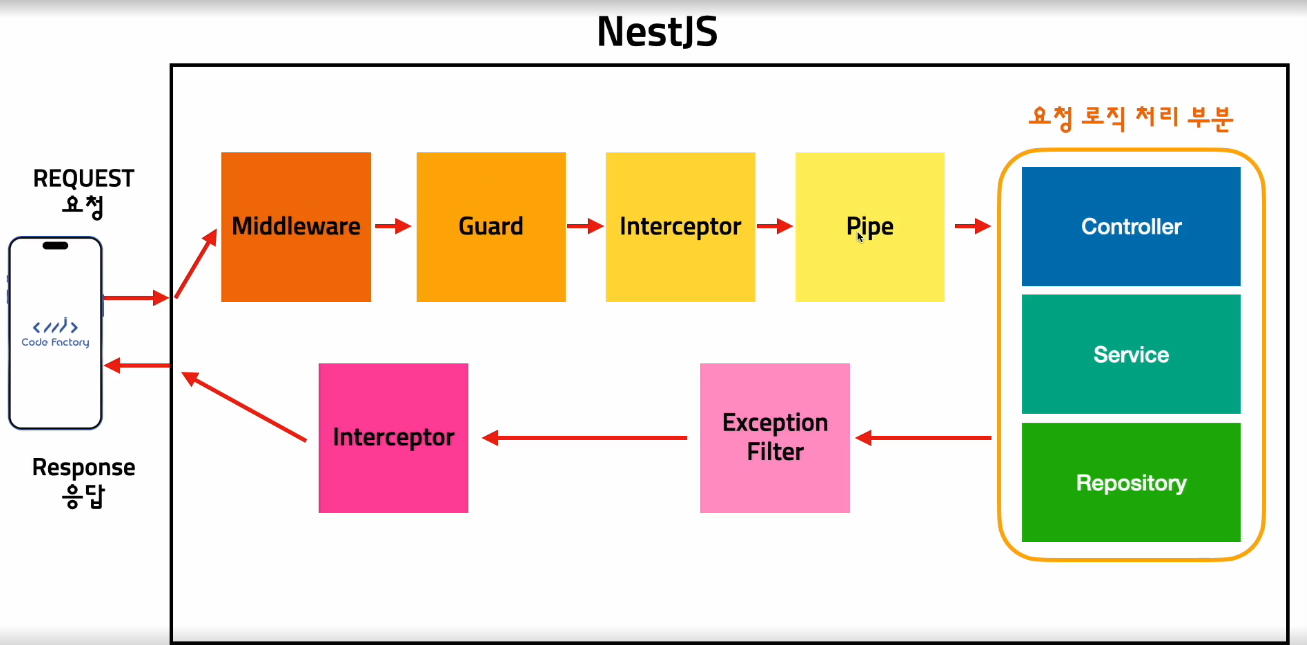 NestJS
요청 로직 처리 부분
REQUEST
요청
Middleware
Guard
Interceptor
Pipe
Controller
Code Factory
Service
Interceptor
Exception
Filter
Repository
Response
응답